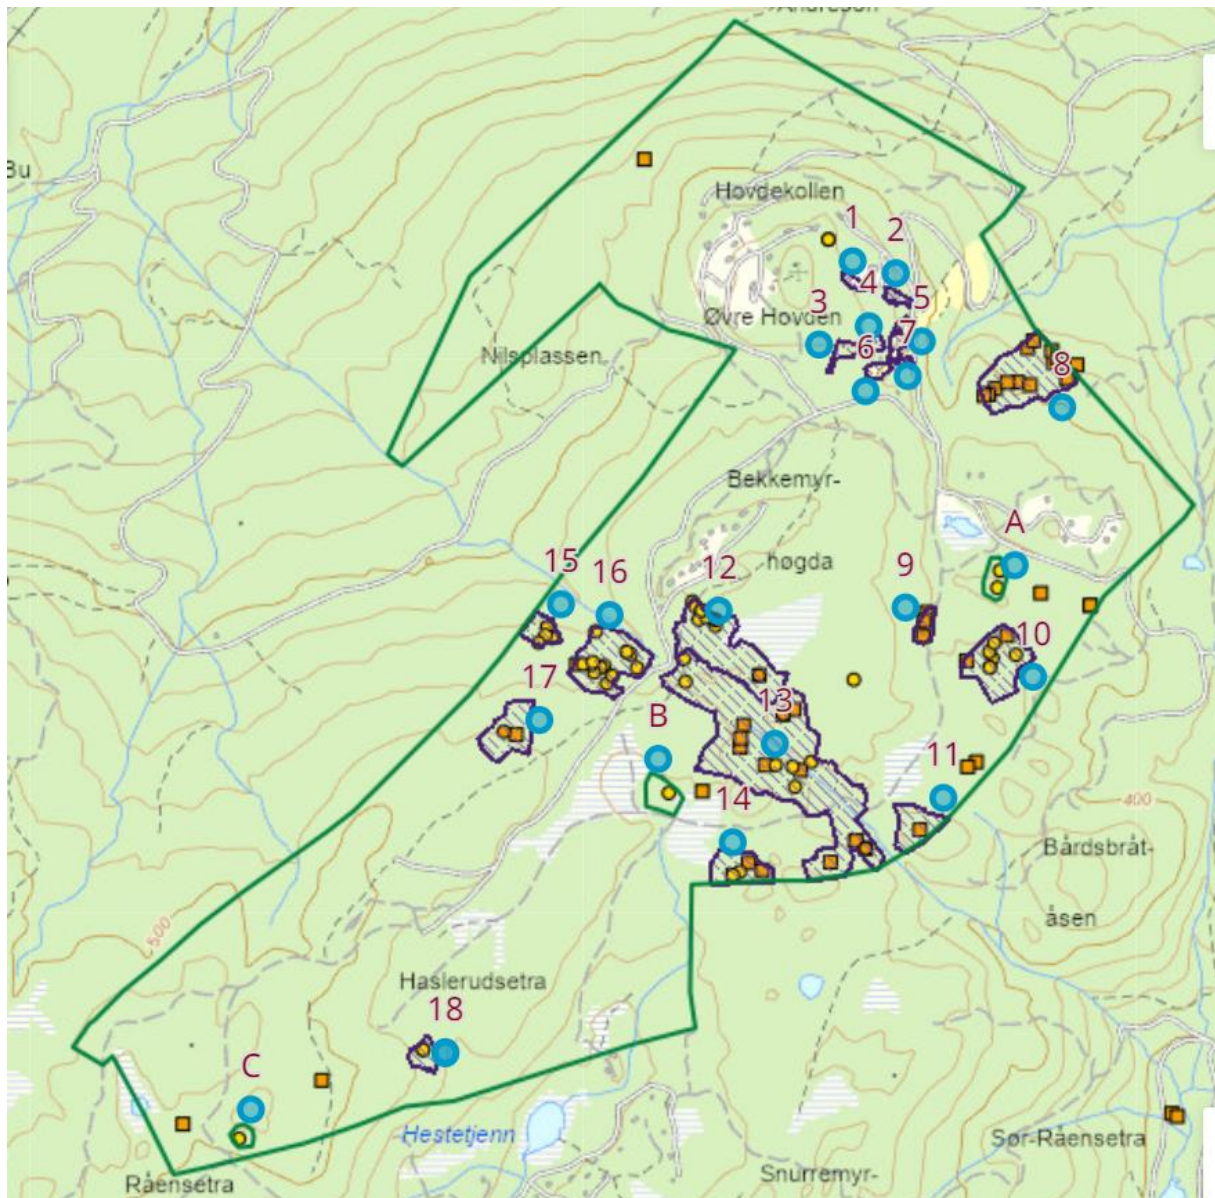 Andreson
Bu
Hovdekollen
1
2
4
5
3
Øvre Hovden
7
6
Nilsplassen
8
Bekkemyr-
A
høgda
15
16
12
9
10
17
B
13
11
14
400
Bårdsbråt-
åsen
500
Haslerudsetra
18
C
Hestetjenn
Sør-Råensetra
Snurremyr-
Råensetra